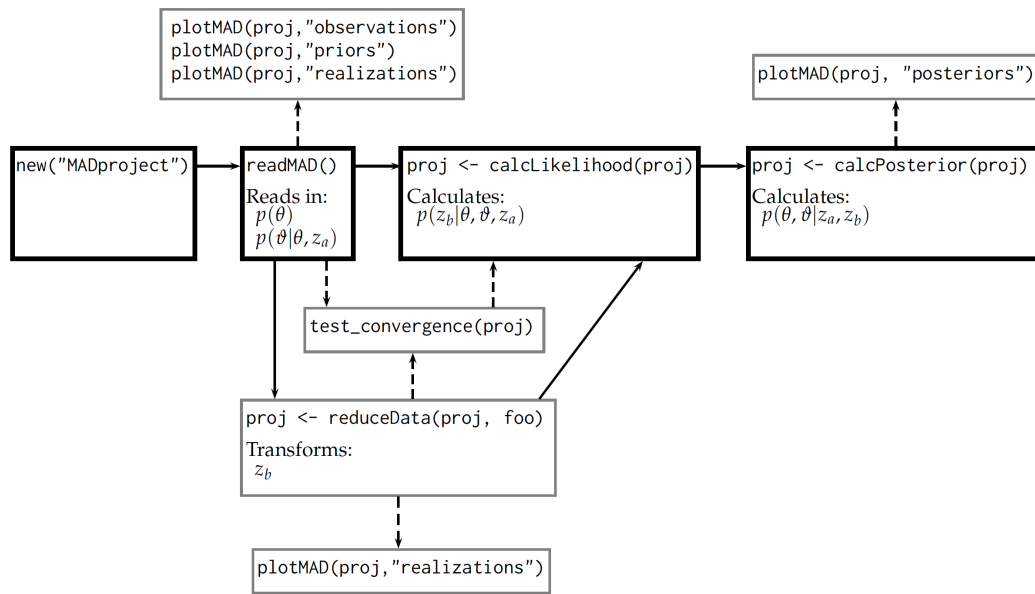 plotMAD(proj,"observations")
plotMAD(proj,"priors")
plotMAD(proj,"realizations")
plotMAD(proj, "posteriors")
new("MADproject")
readMAD()
Reads in:
p(θ)
p(ϑ|θ, z_a)
proj <- calcLikelihood(proj)
Calculates:
p(z_b|θ, ϑ, z_a)
proj <- calcPosterior(proj)
Calculates:
p(θ, ϑ|z_a, z_b)
test_convergence(proj)
proj <- reduceData(proj, foo)
Transforms:
z_b
plotMAD(proj,"realizations")